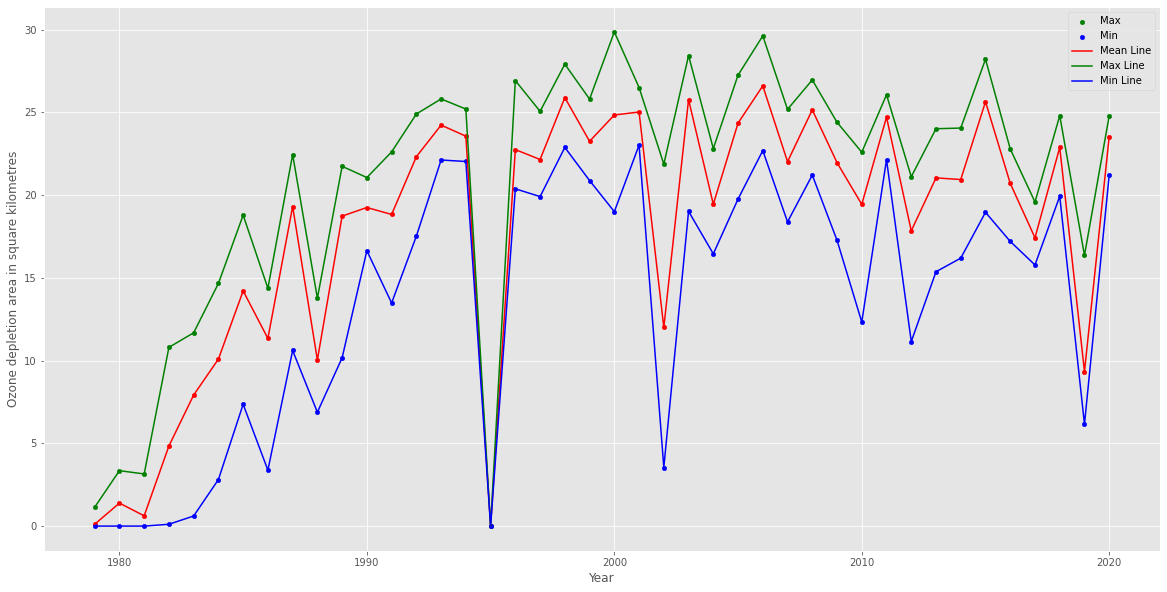 Ozone depletion area in square kilometres
30
25
20
15
10
5
0
1980
1990
2000
2010
2020
Year
Max
Min
Mean Line
Max Line
Min Line